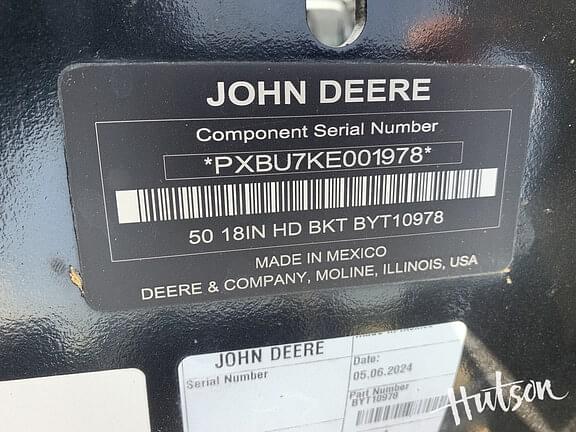 JOHN DEERE
Component Serial Number
*PXBU7KE001978*
50 18IN HD BKT BYT10978
MADE IN MEXICO
DEERE & COMPANY, MOLINE, ILLINOIS, USA
JOHN DEERE
Serial Number
Date:
05.06.2024
Part Number
BYT10978
Hutson